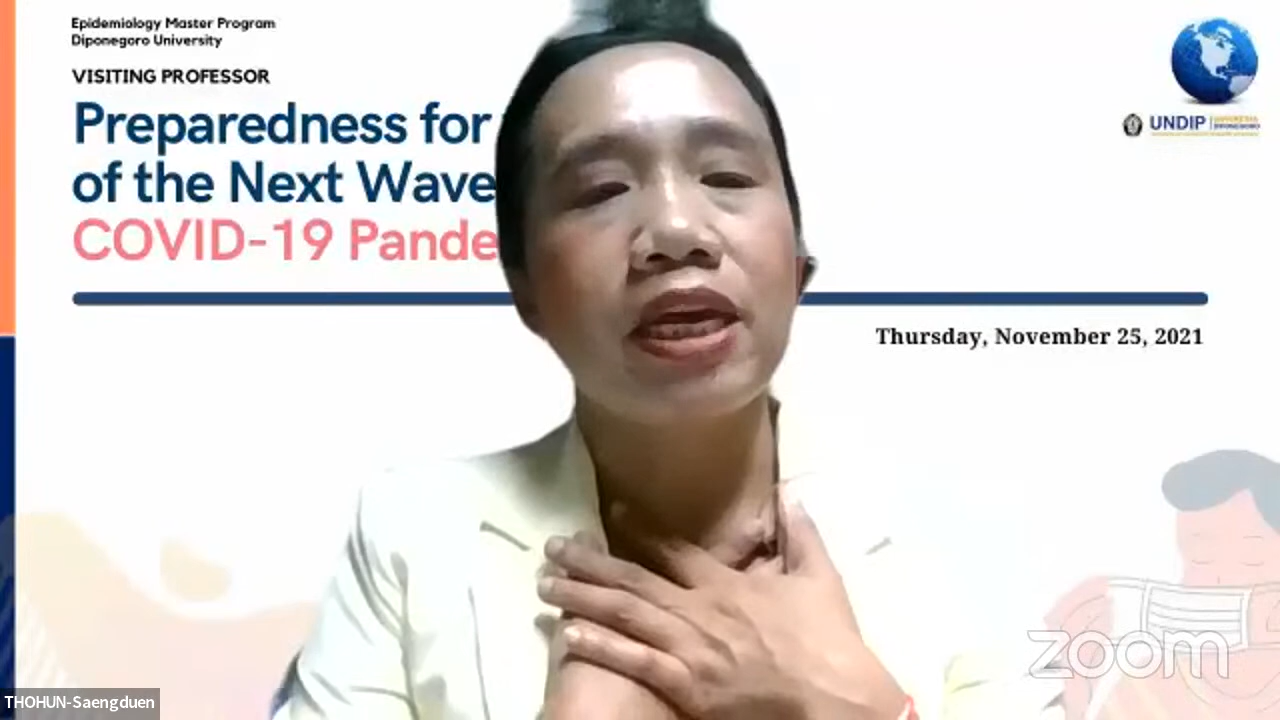 Epidemiology Master Program
Diponegoro University
VISITING PROFESSOR
Preparedness for
of the Next Wave
COVID-19 Pande
UNDIP
Thursday, November 25, 2021
zoom
THOHUN-Saengduen